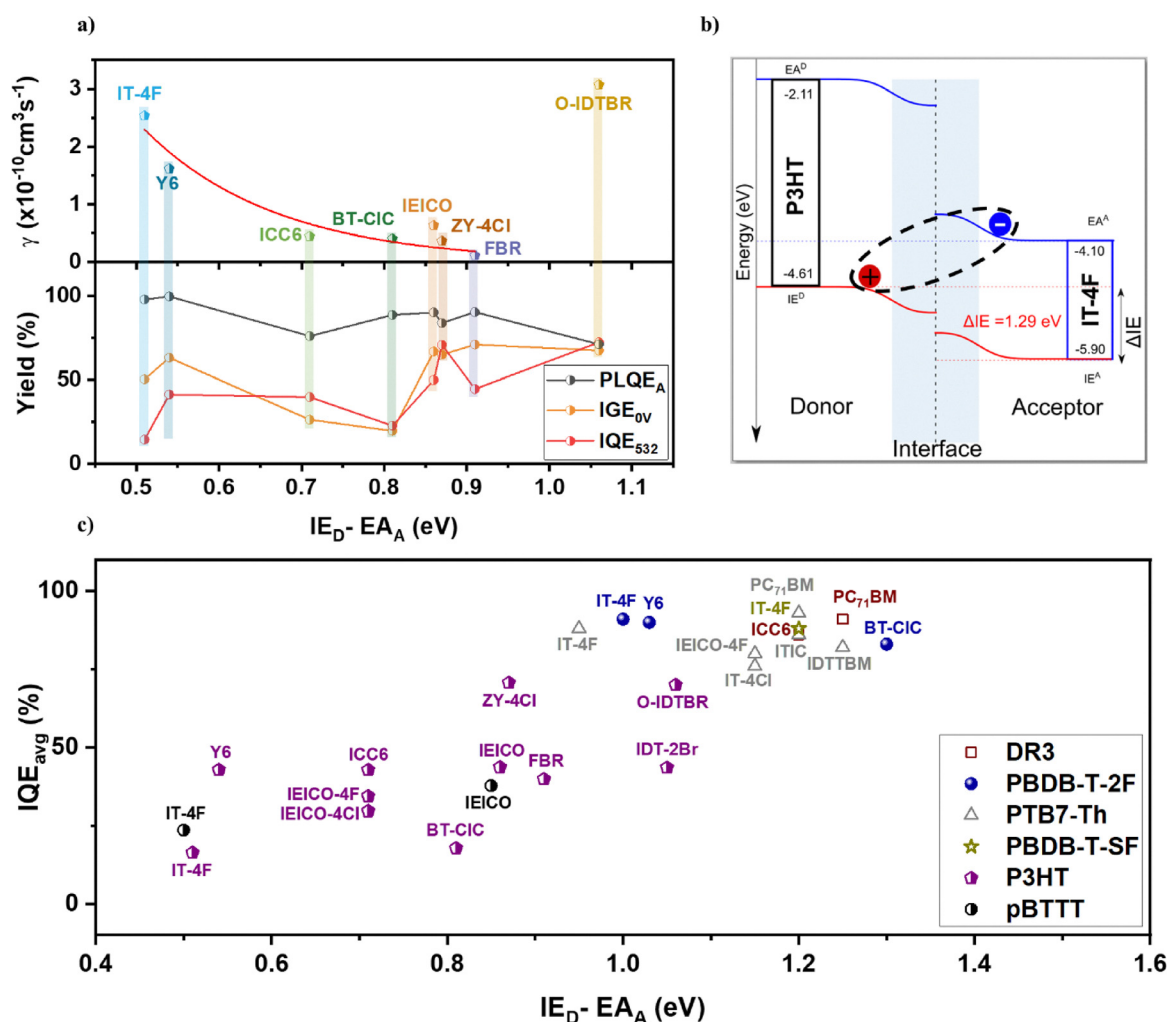 a)
γ (x10⁻¹⁰cm³s⁻¹)
3
2
1
0
IT-4F
Y6
ICC6
BT-CIC
IEICO
ZY-4Cl
FBR
O-IDTBR
Yield (%)
100
50
0
PLQE_A
IGE_0V
IQE_532
0.5 0.6 0.7 0.8 0.9 1.0 1.1
IE_D- EA_A (eV)
b)
Energy (eV)
EA^D
-2.11
P3HT
-4.61
IE^D
+
-
EA^A
-4.10
IT-4F
-5.90
IE^A
ΔIE =1.29 eV
ΔIE
Donor
Acceptor
Interface
c)
IQE_avg (%)
100
50
0
IT-4F
IT-4F
Y6
ICC6
IEICO-4F
IEICO-4Cl
BT-CIC
IEICO
IEICO
ZY-4Cl
FBR
IT-4F
IT-4F
Y6
O-IDTBR
IDT-2Br
PC₇₁BM
IT-4F
ICC6
IEICO-4F
ITIC
IT-4Cl
IDTTBM
PC₇₁BM
BT-CIC
DR3
PBDB-T-2F
PTB7-Th
PBDB-T-SF
P3HT
pBTTT
0.4 0.6 0.8 1.0 1.2 1.4 1.6
IE_D- EA_A (eV)